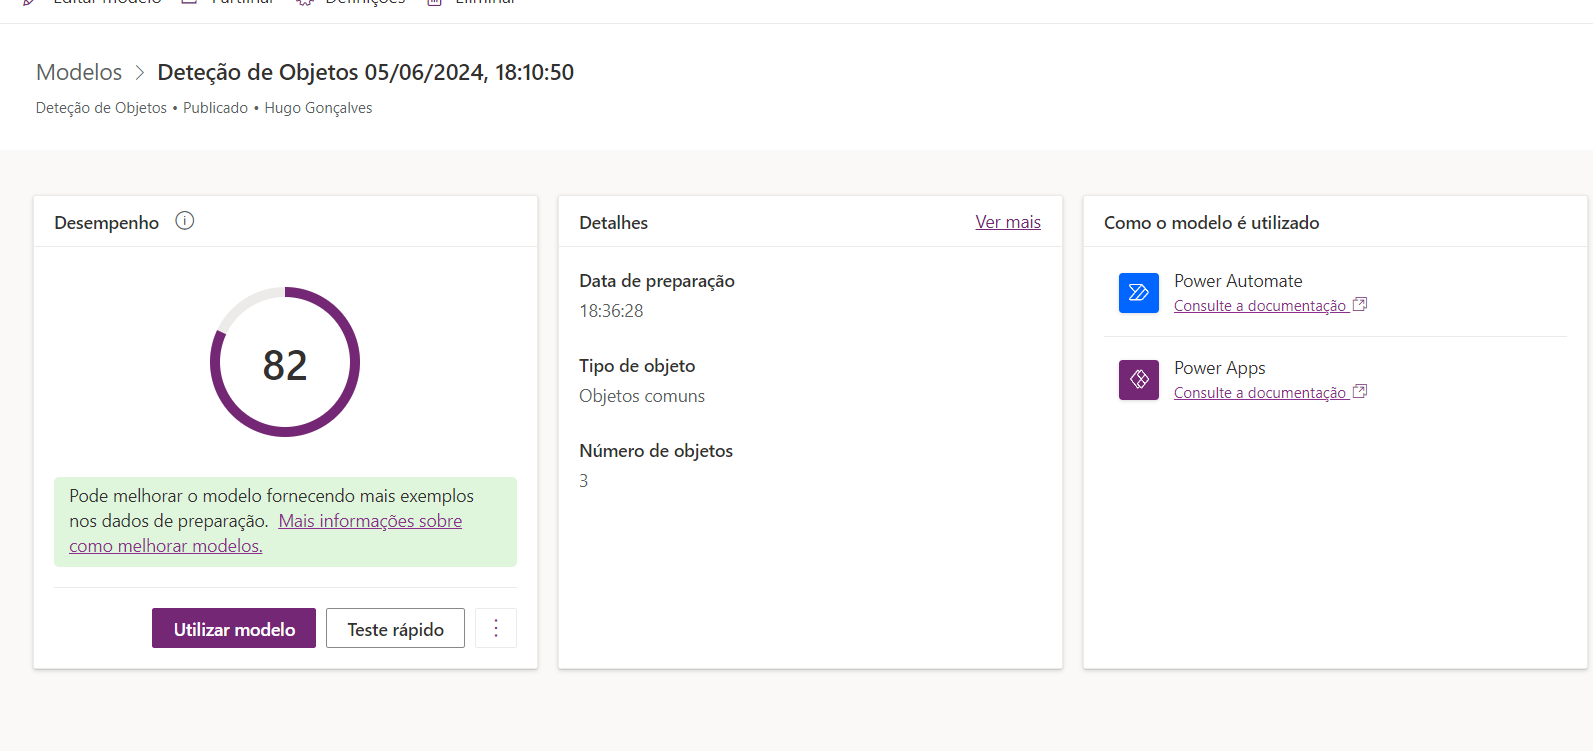 Editar modelo Partilhar Definições Eliminar
Modelos > Deteção de Objetos 05/06/2024, 18:10:50
Deteção de Objetos • Publicado • Hugo Gonçalves
Desempenho
82
Pode melhorar o modelo fornecendo mais exemplos
nos dados de preparação. Mais informações sobre
como melhorar modelos.
Utilizar modelo
Teste rápido
Detalhes
Ver mais
Data de preparação
18:36:28
Tipo de objeto
Objetos comuns
Número de objetos
3
Como o modelo é utilizado
Power Automate
Consulte a documentação
Power Apps
Consulte a documentação